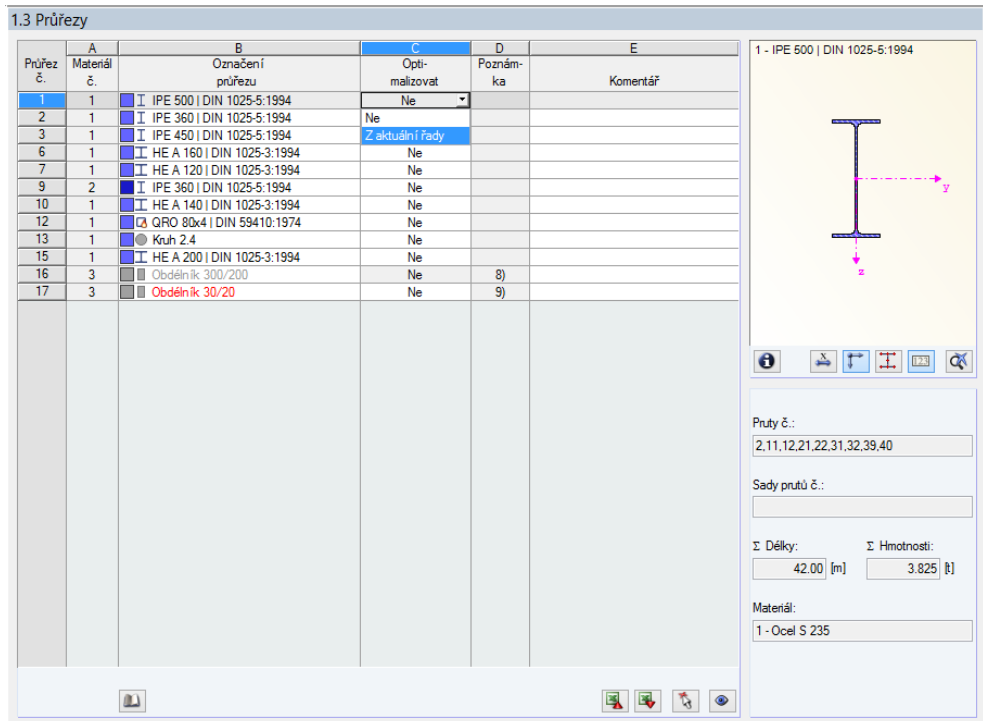 1.3 Průřezy
A B C D E
Průřez Materiál Označení Opti- Poznám-
č. č. průřezu malizovat ka Komentář
1 1 IPE 500 | DIN 1025-5:1994 Ne
2 1 IPE 360 | DIN 1025-5:1994 Ne
3 1 IPE 450 | DIN 1025-5:1994 Z aktuální řady
6 1 HE A 160 | DIN 1025-3:1994 Ne
7 1 HE A 120 | DIN 1025-3:1994 Ne
9 2 IPE 360 | DIN 1025-5:1994 Ne
10 1 HE A 140 | DIN 1025-3:1994 Ne
12 1 QRO 80x4 | DIN 59410:1974 Ne
13 1 Kruh 2.4 Ne
15 1 HE A 200 | DIN 1025-3:1994 Ne
16 3 Obdélník 300/200 Ne 8)
17 3 Obdélník 30/20 Ne 9)
1 - IPE 500 | DIN 1025-5:1994
y
z
X
123
Pruty č.:
2,11,12,21,22,31,32,39,40
Sady prutů č.:
Σ Délky: Σ Hmotnosti:
42.00 [m] 3.825 [t]
Materiál:
1 - Ocel S 235